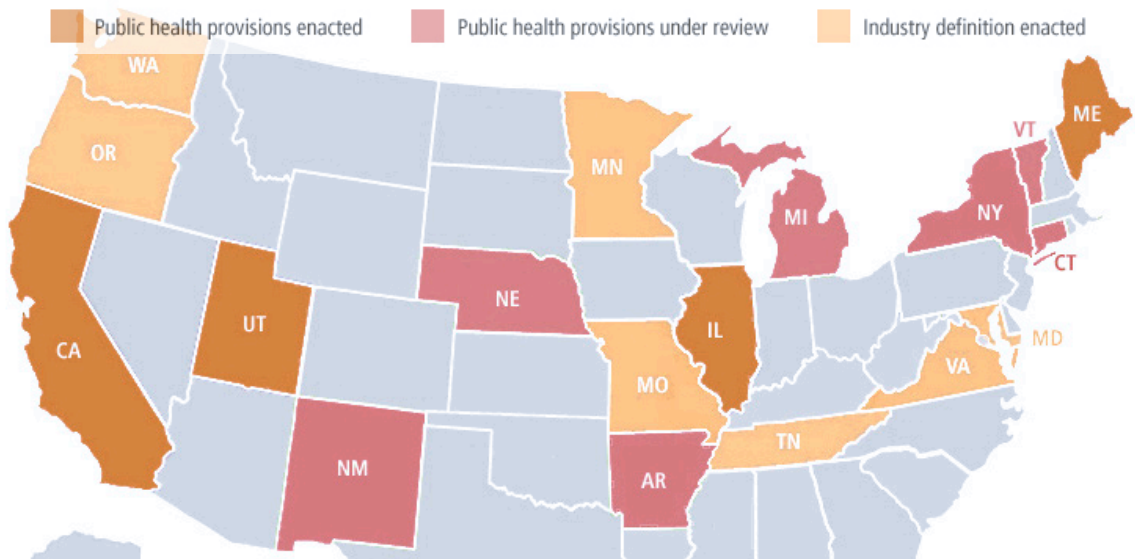 Public health provisions enacted
Public health provisions under review
Industry definition enacted
WA
ME
VT
OR
MN
NY
MI
CT
NE
UT
IL
MD
CA
VA
MO
TN
NM
AR